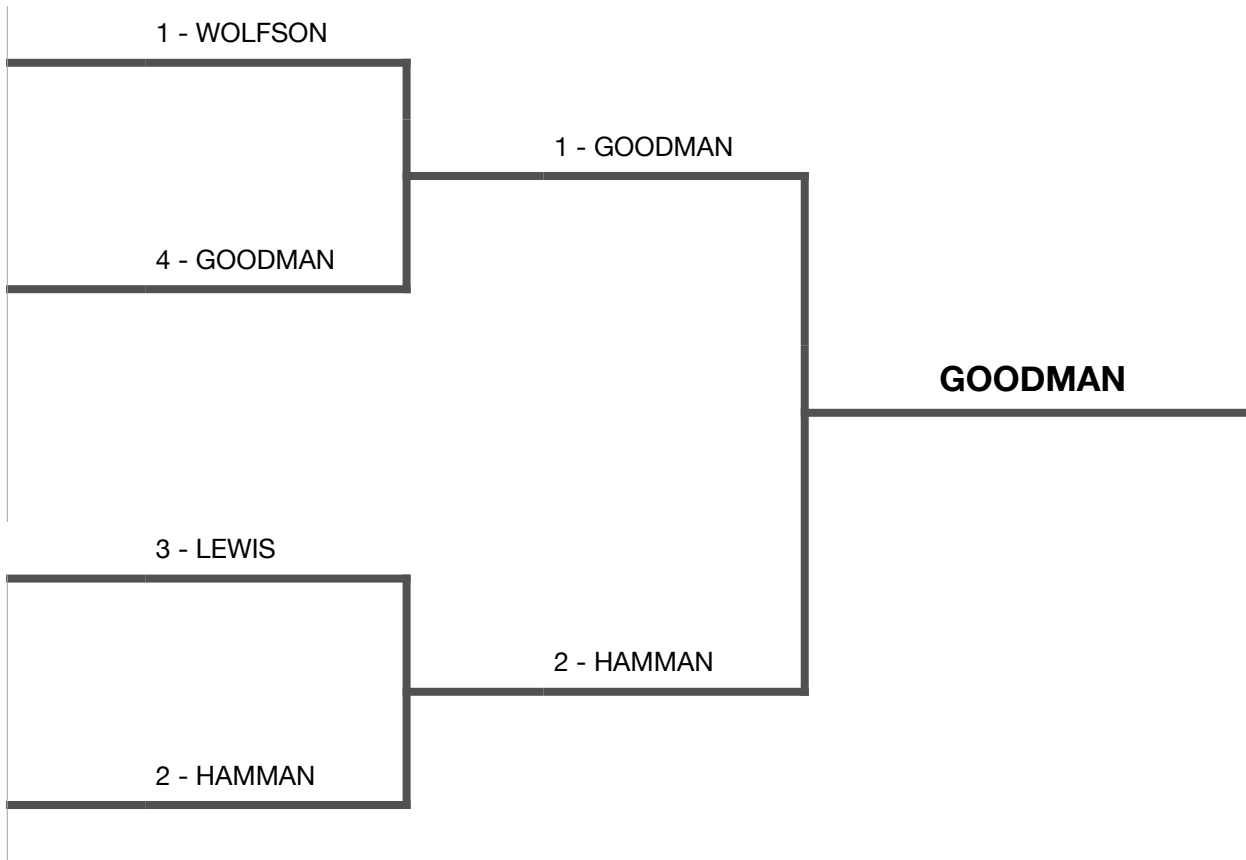 1 - WOLFSON
1 - GOODMAN
4 - GOODMAN
GOODMAN
3 - LEWIS
2 - HAMMAN
2 - HAMMAN